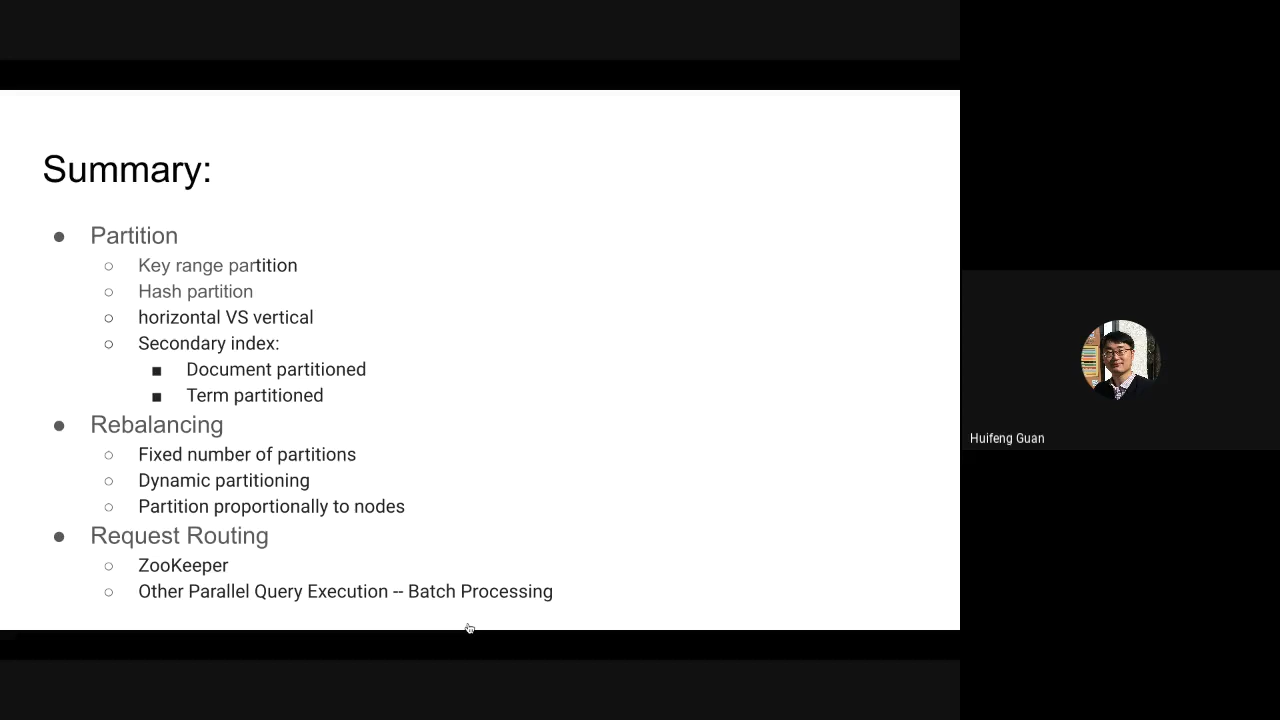 Summary:
● Partition
○ Key range partition
○ Hash partition
○ horizontal VS vertical
○ Secondary index:
■ Document partitioned
■ Term partitioned
● Rebalancing
○ Fixed number of partitions
○ Dynamic partitioning
○ Partition proportionally to nodes
● Request Routing
○ ZooKeeper
○ Other Parallel Query Execution -- Batch Processing
Huifeng Guan